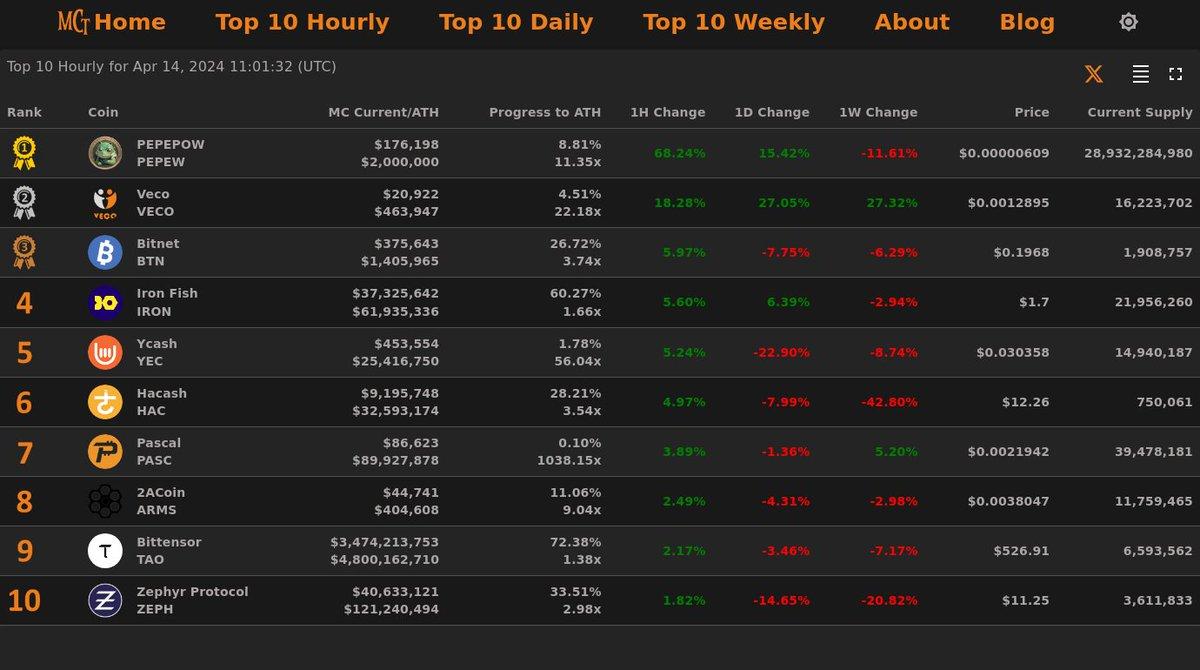 MCT Home Top 10 Hourly Top 10 Daily Top 10 Weekly About Blog
Top 10 Hourly for Apr 14, 2024 11:01:32 (UTC)
Rank Coin MC Current/ATH Progress to ATH 1H Change 1D Change 1W Change Price Current Supply
1 PEPEPOW $176,198 8.81% 68.24% 15.42% -11.61% $0.00000609 28,932,284,980
PEPEW $2,000,000 11.35x
2 Veco $20,922 4.51% 18.28% 27.05% 27.32% $0.0012895 16,223,702
VECO VECO $463,947 22.18x
3 Bitnet $375,643 26.72% 5.97% -7.75% -6.29% $0.1968 1,908,757
BTN $1,405,965 3.74x
4 Iron Fish $37,325,642 60.27% 5.60% 6.39% -2.94% $1.7 21,956,260
IRON $61,935,336 1.66x
5 Ycash $453,554 1.78% 5.24% -22.90% -8.74% $0.030358 14,940,187
YEC $25,416,750 56.04x
6 Hacash $9,195,748 28.21% 4.97% -7.99% -42.80% $12.26 750,061
HAC $32,593,174 3.54x
7 Pascal $86,623 0.10% 3.89% -1.36% 5.20% $0.0021942 39,478,181
PASC $89,927,878 1038.15x
8 2ACoin $44,741 11.06% 2.49% -4.31% -2.98% $0.0038047 11,759,465
ARMS $404,608 9.04x
9 Bittensor $3,474,213,753 72.38% 2.17% -3.46% -7.17% $526.91 6,593,562
TAO $4,800,162,710 1.38x
10 Zephyr Protocol $40,633,121 33.51% 1.82% -14.65% -20.82% $11.25 3,611,833
ZEPH $121,240,494 2.98x